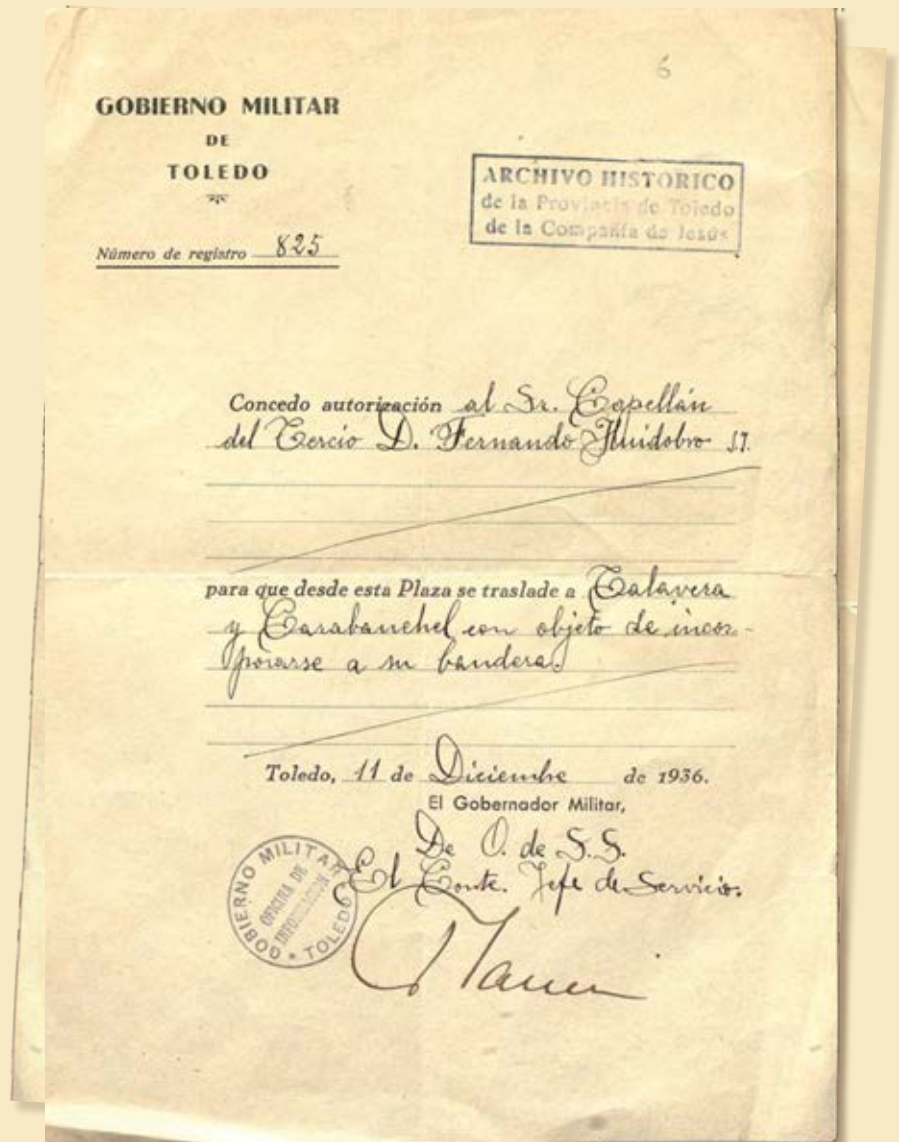 6
GOBIERNO MILITAR
DE
TOLEDO
Número de registro 825
ARCHIVO HISTORICO
de la Provincia de Toledo
de la Compañía de Jesús
Concedo autorización al Sr. Capellán
del Tercio D. Fernando Huidobro S.J.
para que desde esta Plaza se traslade a Talavera
y Carabanchel con objeto de incor-
porarse a su bandera.
Toledo, 11 de Diciembre de 1936.
El Gobernador Militar,
De O. de S.S.
El Comte. Jefe de Servicio.
GOBIERNO MILITAR
TOLEDO
OFICINA DE
INFORMACION